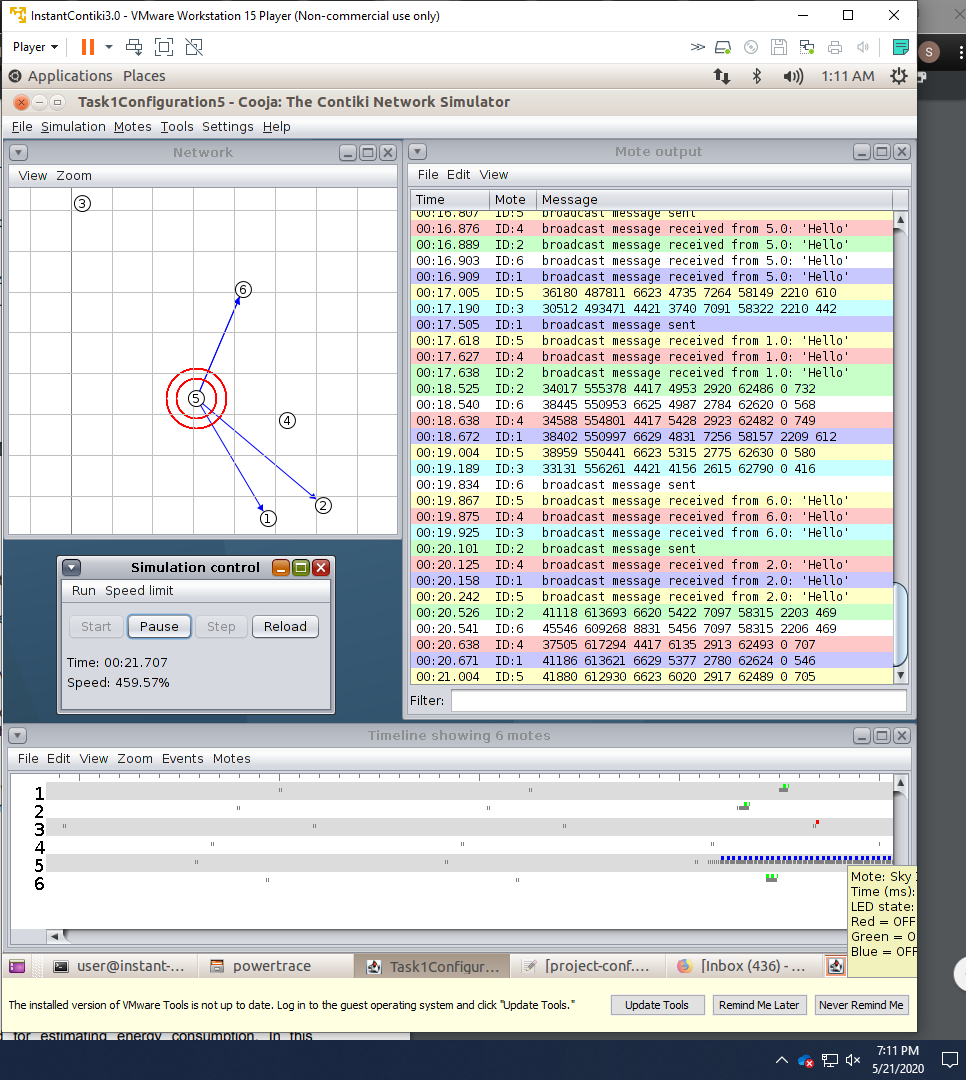 InstantContiki3.0 - VMware Workstation 15 Player (Non-commercial use only)
Player
S
Applications Places 1:11 AM
Task1Configuration5 - Cooja: The Contiki Network Simulator
File Simulation Motes Tools Settings Help
Network
View Zoom
3
6
5
4
2
1
Mote output
File Edit View
Time Mote Message
00:16.807 ID:5 broadcast message sent
00:16.876 ID:4 broadcast message received from 5.0: 'Hello'
00:16.889 ID:2 broadcast message received from 5.0: 'Hello'
00:16.903 ID:6 broadcast message received from 5.0: 'Hello'
00:16.909 ID:1 broadcast message received from 5.0: 'Hello'
00:17.005 ID:5 36180 487811 6623 4735 7264 58149 2210 610
00:17.190 ID:3 30512 493471 4421 3740 7091 58322 2210 442
00:17.505 ID:1 broadcast message sent
00:17.618 ID:5 broadcast message received from 1.0: 'Hello'
00:17.627 ID:4 broadcast message received from 1.0: 'Hello'
00:17.638 ID:2 broadcast message received from 1.0: 'Hello'
00:18.525 ID:2 34017 555378 4417 4953 2920 62486 0 732
00:18.540 ID:6 38445 550953 6625 4987 2784 62620 0 568
00:18.638 ID:4 34588 554801 4417 5428 2923 62482 0 749
00:18.672 ID:1 38402 550997 6629 4831 7256 58157 2209 612
00:19.004 ID:5 38959 550441 6623 5315 2775 62630 0 580
00:19.189 ID:3 33131 556261 4421 4156 2615 62790 0 416
00:19.834 ID:6 broadcast message sent
00:19.867 ID:5 broadcast message received from 6.0: 'Hello'
00:19.875 ID:4 broadcast message received from 6.0: 'Hello'
00:19.925 ID:3 broadcast message received from 6.0: 'Hello'
00:20.101 ID:2 broadcast message sent
00:20.125 ID:4 broadcast message received from 2.0: 'Hello'
00:20.158 ID:1 broadcast message received from 2.0: 'Hello'
00:20.242 ID:5 broadcast message received from 2.0: 'Hello'
00:20.526 ID:2 41118 613693 6620 5422 7097 58315 2203 469
00:20.541 ID:6 45546 609268 8831 5456 7097 58315 2206 469
00:20.638 ID:4 37505 617294 4417 6135 2913 62493 0 707
00:20.671 ID:1 41186 613621 6629 5377 2780 62624 0 546
00:21.004 ID:5 41880 612930 6623 6020 2917 62489 0 705
Filter:
Simulation control
Run Speed limit
Start Pause Step Reload
Time: 00:21.707
Speed: 459.57%
Timeline showing 6 motes
File Edit View Zoom Events Motes
1
2
3
4
5
6
Mote: Sky
Time (ms):
LED state:
Red = OFF
Green = O
Blue = OFF
user@instant-... powertrace Task1Configur... [project-conf.... [Inbox (436) - ...
The installed version of VMware Tools is not up to date. Log in to the guest operating system and click "Update Tools."
Update Tools Remind Me Later Never Remind Me
for estimating energy consumption. In this
7:11 PM
5/21/2020